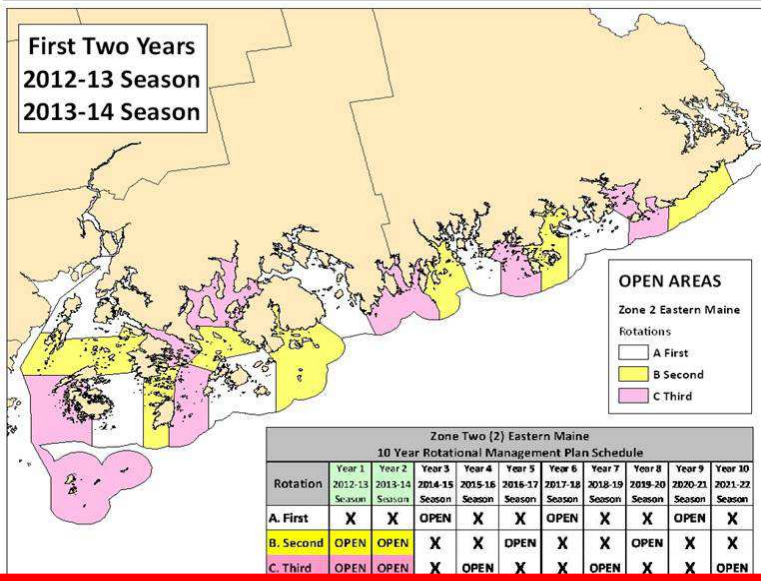 First Two Years
2012-13 Season
2013-14 Season
OPEN AREAS
Zone 2 Eastern Maine
Rotations
A First
B Second
C Third
Zone Two (2) Eastern Maine
10 Year Rotational Management Plan Schedule
Rotation Year 1 2012-13 Season Year 2 2013-14 Season Year 3 2014-15 Season Year 4 2015-16 Season Year 5 2016-17 Season Year 6 2017-18 Season Year 7 2018-19 Season Year 8 2019-20 Season Year 9 2020-21 Season Year 10 2021-22 Season
A. First X X OPEN X X OPEN X X OPEN X
B. Second OPEN OPEN X X OPEN X X OPEN X X
C. Third OPEN OPEN X OPEN X X OPEN X X OPEN